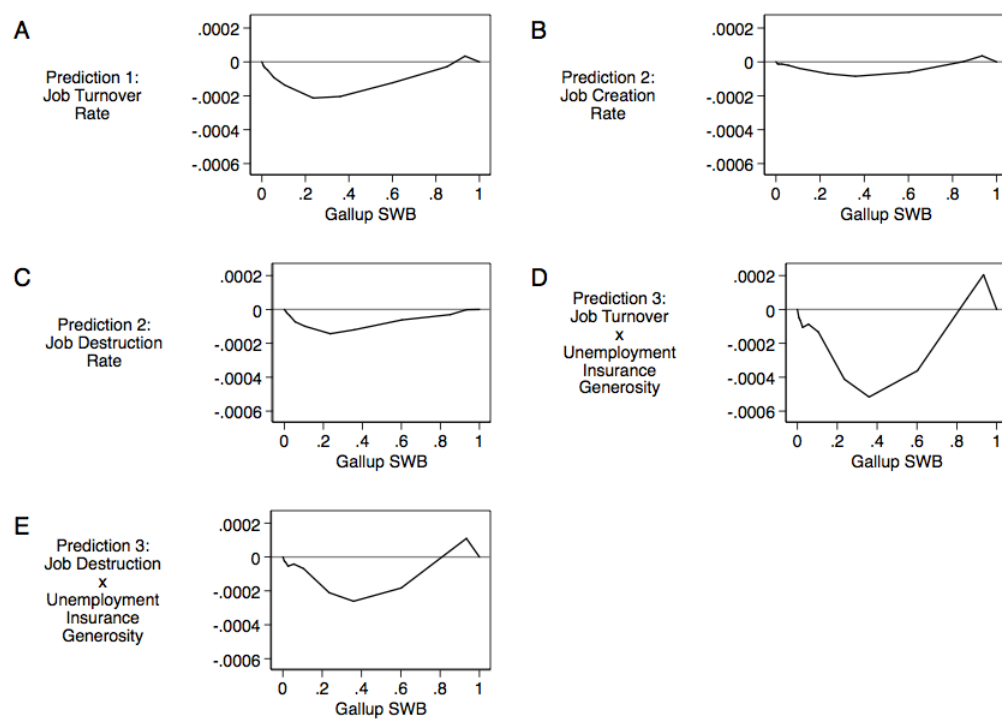 A
Prediction 1:
Job Turnover
Rate
.0002
0
-.0002
-.0004
-.0006
0 .2 .4 .6 .8 1
Gallup SWB
B
Prediction 2:
Job Creation
Rate
.0002
0
-.0002
-.0004
-.0006
0 .2 .4 .6 .8 1
Gallup SWB
C
Prediction 2:
Job Destruction
Rate
.0002
0
-.0002
-.0004
-.0006
0 .2 .4 .6 .8 1
Gallup SWB
D
Prediction 3:
Job Turnover
x
Unemployment
Insurance
Generosity
.0002
0
-.0002
-.0004
-.0006
0 .2 .4 .6 .8 1
Gallup SWB
E
Prediction 3:
Job Destruction
x
Unemployment
Insurance
Generosity
.0002
0
-.0002
-.0004
-.0006
0 .2 .4 .6 .8 1
Gallup SWB